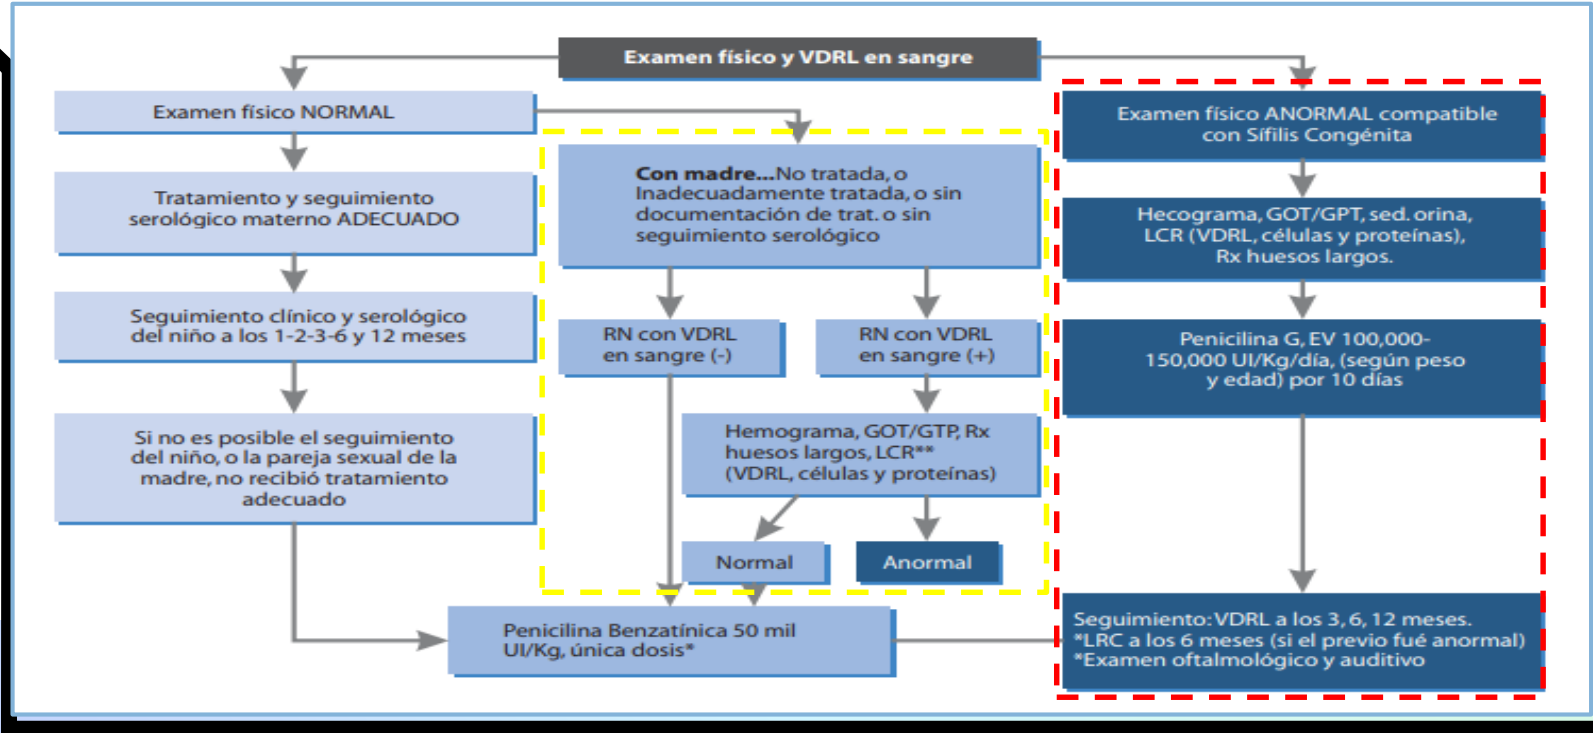 Examen físico y VDRL en sangre
Examen físico NORMAL
Tratamiento y seguimiento
serológico materno ADECUADO
Seguimiento clínico y serológico
del niño a los 1-2-3-6 y 12 meses
Si no es posible el seguimiento
del niño, o la pareja sexual de la
madre, no recibió tratamiento
adecuado
Con madre...No tratada, o
Inadecuadamente tratada, o sin
documentación de trat. o sin
seguimiento serológico
RN con VDRL
en sangre (-)
RN con VDRL
en sangre (+)
Hemograma, GOT/GTP, Rx
huesos largos, LCR**
(VDRL, células y proteínas)
Normal
Anormal
Penicilina Benzatínica 50 mil
UI/Kg, única dosis*
Examen físico ANORMAL compatible
con Sífilis Congénita
Hecograma, GOT/GPT, sed. orina,
LCR (VDRL, células y proteínas),
Rx huesos largos.
Penicilina G, EV 100,000-
150,000 UI/Kg/día, (según peso
y edad) por 10 días
Seguimiento: VDRL a los 3, 6, 12 meses.
*LRC a los 6 meses (si el previo fué anormal)
*Examen oftalmológico y auditivo